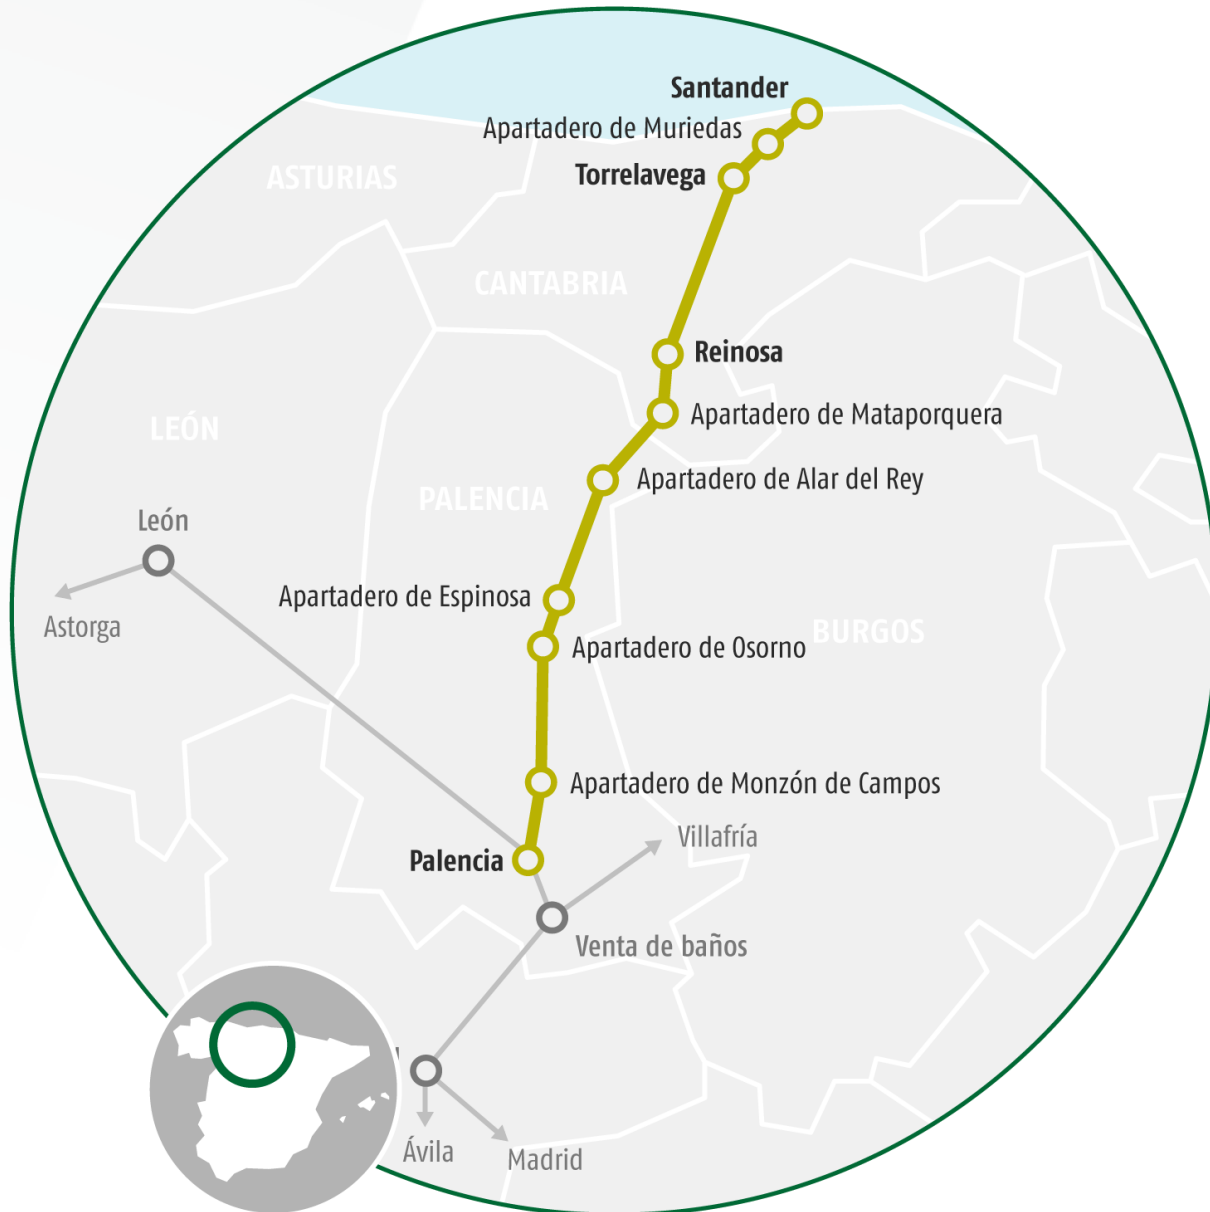 Santander
Apartadero de Muriedas
Torrelavega
ASTURIAS
CANTABRIA
Reinosa
Apartadero de Mataporquera
LEÓN
PALENCIA
Apartadero de Alar del Rey
León
Apartadero de Espinosa
Astorga
BURGOS
Apartadero de Osorno
Apartadero de Monzón de Campos
Villafría
Palencia
Venta de baños
Ávila
Madrid